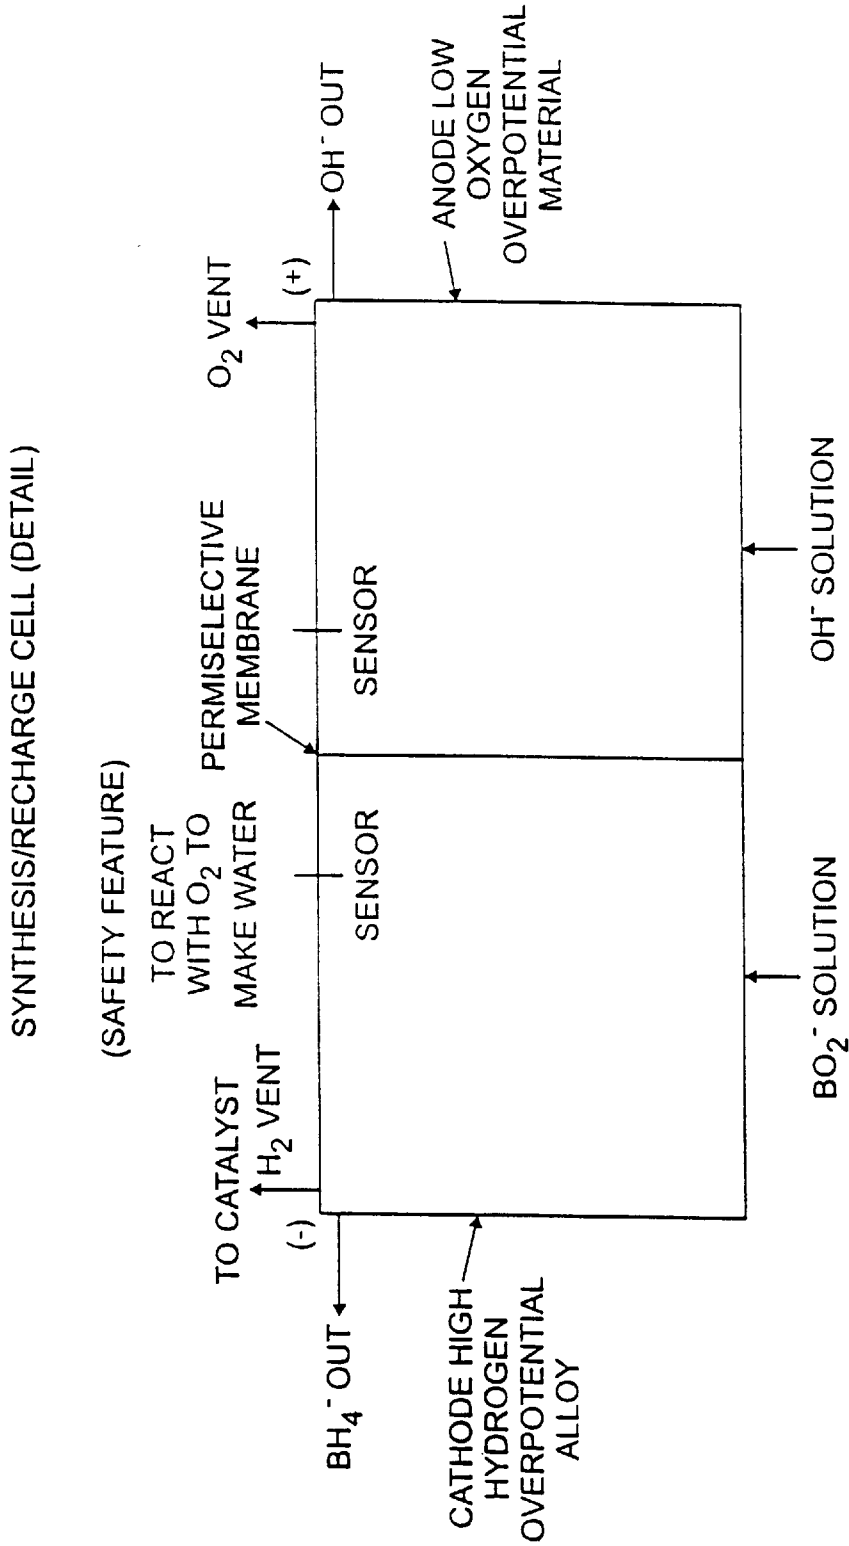 SYNTHESIS/RECHARGE CELL (DETAIL)
(SAFETY FEATURE)
TO REACT
WITH O2 TO
MAKE WATER
TO CATALYST
H2 VENT
PERMISELECTIVE
MEMBRANE
O2 VENT
(-)
(+)
BH4- OUT
OH- OUT
SENSOR
SENSOR
CATHODE HIGH
HYDROGEN
OVERPOTENTIAL
ALLOY
ANODE LOW
OXYGEN
OVERPOTENTIAL
MATERIAL
BO2- SOLUTION
OH- SOLUTION